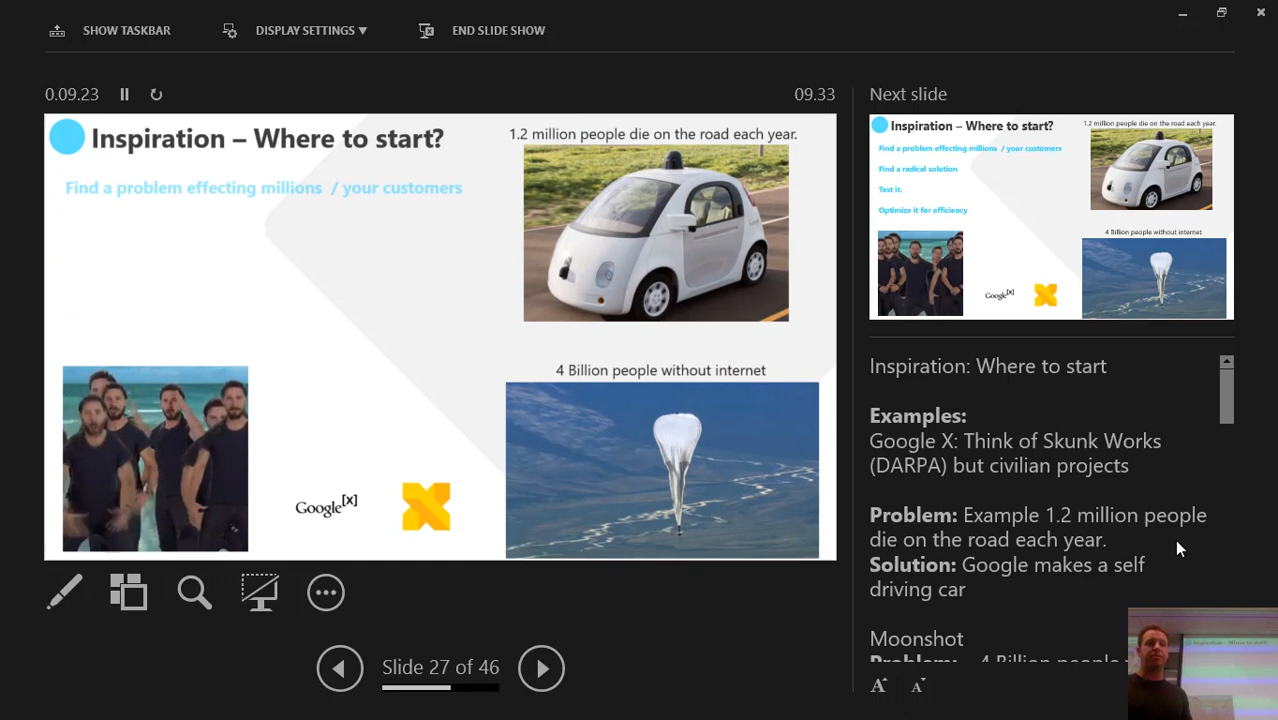 SHOW TASKBAR
DISPLAY SETTINGS ▼
END SLIDE SHOW
0.09.23
09.33
Next slide
Inspiration – Where to start?
1.2 million people die on the road each year.
Find a problem effecting millions / your customers
4 Billion people without internet
Google[x]
Inspiration – Where to start?
1.2 million people die on the road each year.
Find a problem effecting millions / your customers
Find a radical solution
Test it.
Optimize it for efficiency
4 Billion people without internet
Google[x]
Inspiration: Where to start
Examples:
Google X: Think of Skunk Works
(DARPA) but civilian projects
Problem: Example 1.2 million people
die on the road each year.
Solution: Google makes a self
driving car
Moonshot
Problem: 4 Billion people
Slide 27 of 46
A
A